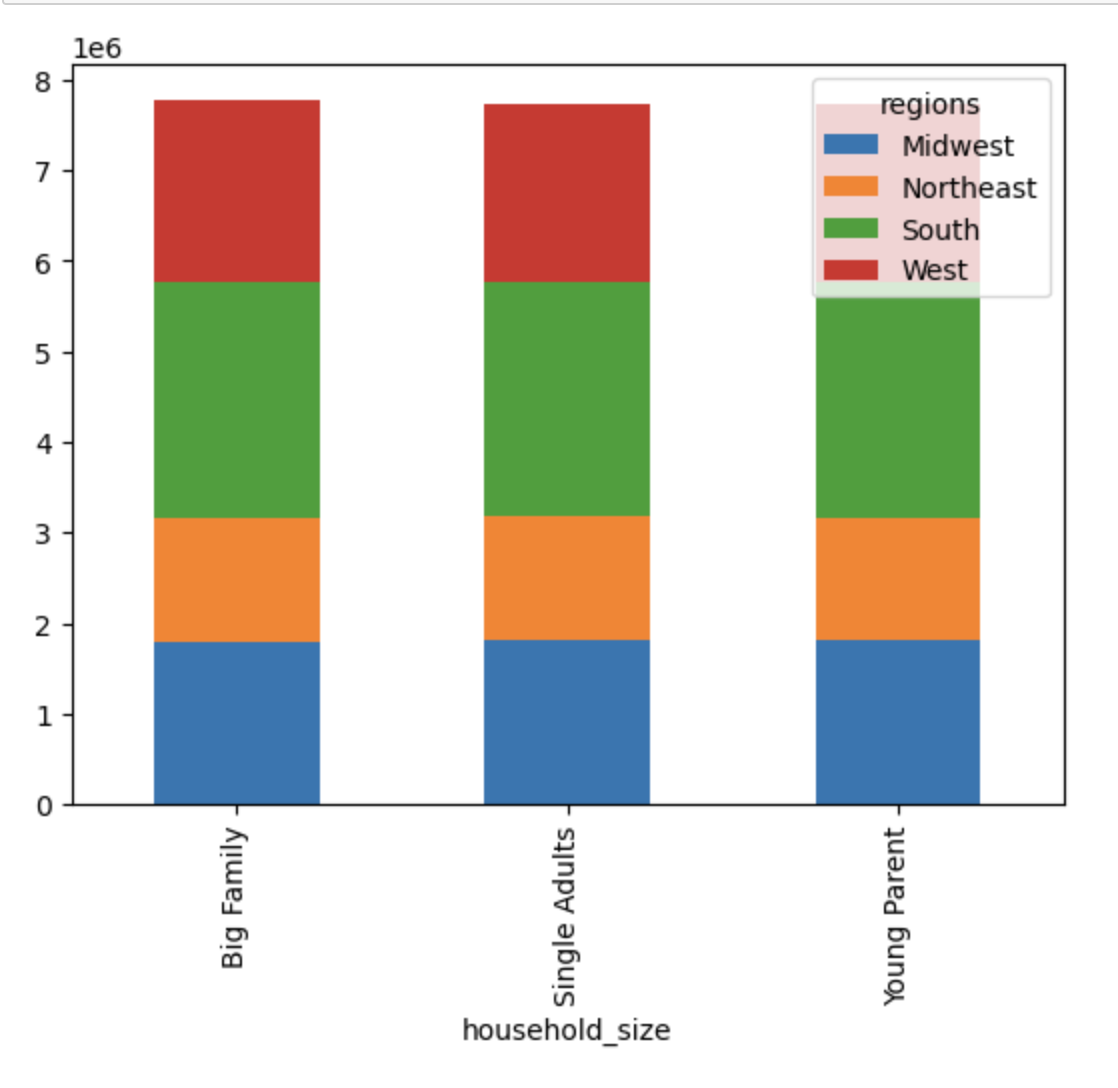 1e6
8
7
6
5
4
3
2
1
0
regions
Midwest
Northeast
South
West
Big Family
Single Adults
Young Parent
household_size